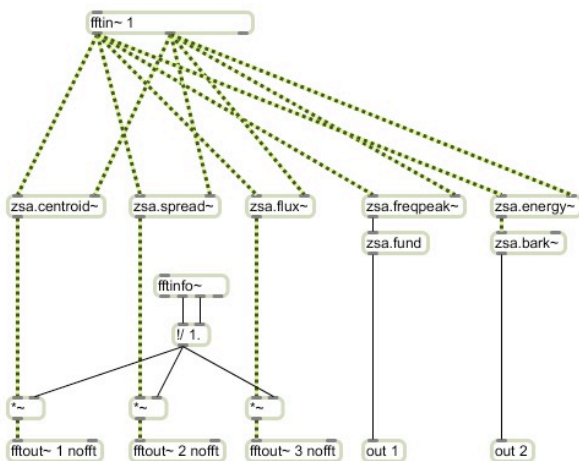 fftin~ 1
zsa.centroid~ zsa.spread~ zsa.flux~ zsa.freqpeak~ zsa.energy~
zsa.fund zsa.bark~
fftinfo~
!/ 1.
*~ *~ *~
fftout~ 1 nofft fftout~ 2 nofft fftout~ 3 nofft out 1 out 2